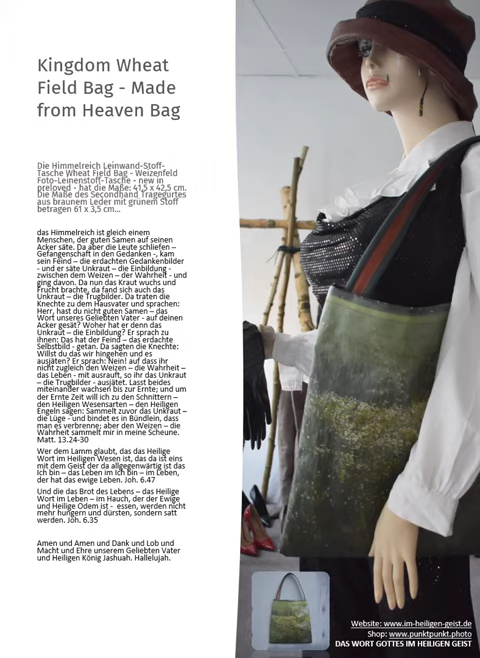 Kingdom Wheat
Field Bag - Made
from Heaven Bag
Die Himmelreich Leinwand-Stoff-
Tasche Wheat Field Bag - Weizenfeld
Foto-Leinenstoff-Tasche - new in
preloved - hat die Maße: 41,5 x 42,5 cm.
Die Maße des Secondhand Tragegurtes
aus braunem Leder mit grünem Stoff
betragen 61 x 3,5 cm...
das Himmelreich ist gleich einem
Menschen, der guten Samen auf seinen
Acker säte. Da aber die Leute schliefen –
Gefangenschaft in den Gedanken -, kam
sein Feind – die erdachten Gedankenbilder
- und er säte Unkraut – die Einbildung -
zwischen dem Weizen – der Wahrheit - und
ging davon. Da nun das Kraut wuchs und
Frucht brachte, da fand sich auch das
Unkraut – die Trugbilder. Da traten die
Knechte zu dem Hausvater und sprachen:
Herr, hast du nicht guten Samen – das
Wort unseres Geliebten Vater - auf deinen
Acker gesät? Woher hat er denn das
Unkraut – die Einbildung? Er sprach zu
ihnen: Das hat der Feind – das erdachte
Selbstbild - getan. Da sagten die Knechte:
Willst du das wir hingehen und es
ausjäten? Er sprach: Nein! auf dass ihr
nicht zugleich den Weizen – die Wahrheit –
das Leben - mit ausrauft, so ihr das Unkraut
– die Trugbilder - ausjätet. Lasst beides
miteinander wachsen bis zur Ernte; und um
der Ernte Zeit will ich zu den Schnittern –
den Heiligen Wesensarten – den Heiligen
Engeln sagen: Sammelt zuvor das Unkraut –
die Lüge - und bindet es in Bündlein, dass
man es verbrenne; aber den Weizen – die
Wahrheit sammelt mir in meine Scheune.
Matt. 13.24-30
Wer dem Lamm glaubt, das das Heilige
Wort im Heiligen Wesen ist, das da ist eins
mit dem Geist der da allgegenwärtig ist das
Ich bin – das Leben im Ich bin – im Leben,
der hat das ewige Leben. Joh. 6.47
Und die das Brot des Lebens – das Heilige
Wort im Leben – im Hauch, der der Ewige
und Heilige Odem ist - essen, werden nicht
mehr hungern und dürsten, sondern satt
werden. Joh. 6.35
Amen und Amen und Dank und Lob und
Macht und Ehre unserem Geliebten Vater
und Heiligen König Jashuah. Hallelujah.
Website: www.im-heiligen-geist.de
Shop: www.punktpunkt.photo
DAS WORT GOTTES IM HEILIGEN GEIST